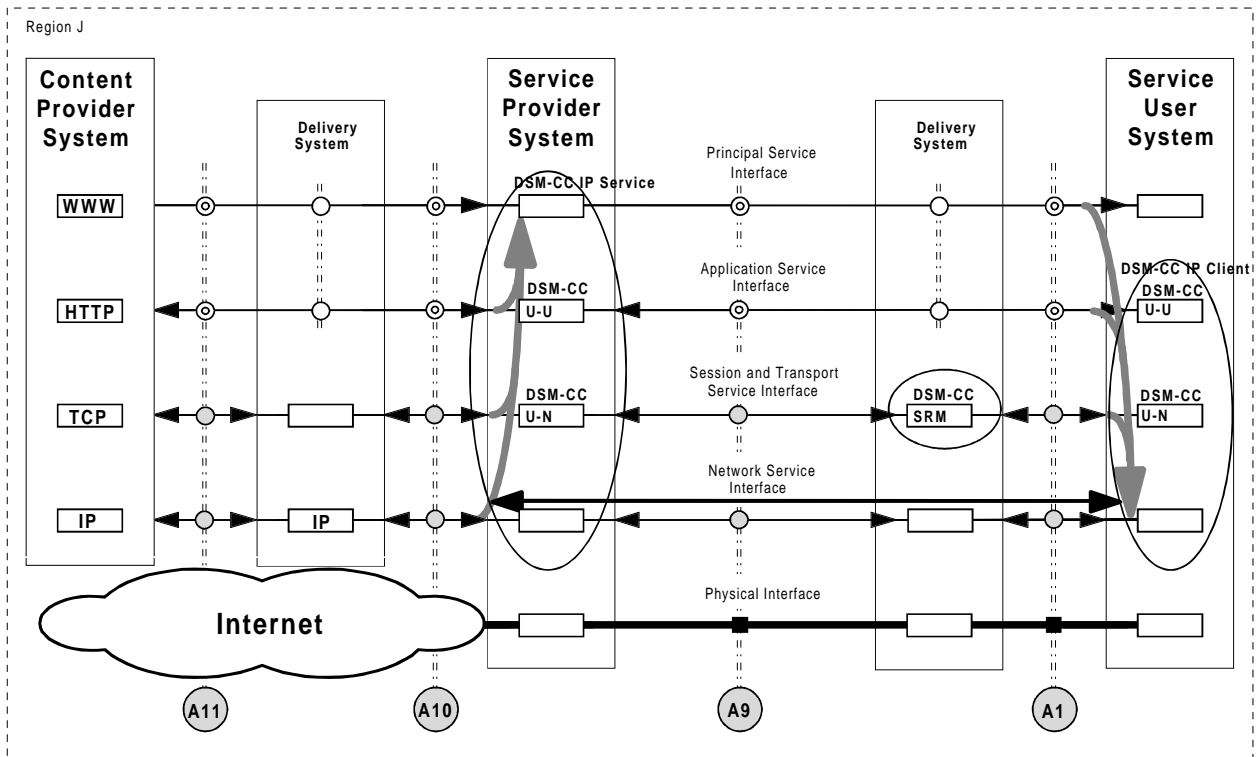 Region J
Content
Provider
System
Delivery
System
Service
Provider
System
Delivery
System
Service
User
System
Principal Service
Interface
DSM-CC IP Service
WWW
Application Service
Interface
DSM-CC IP Client
DSM-CC
DSM-CC
HTTP
U-U
U-U
Session and Transport
Service Interface
DSM-CC
DSM-CC
DSM-CC
TCP
U-N
SRM
U-N
Network Service
Interface
IP
IP
Physical Interface
Internet
A11
A10
A9
A1